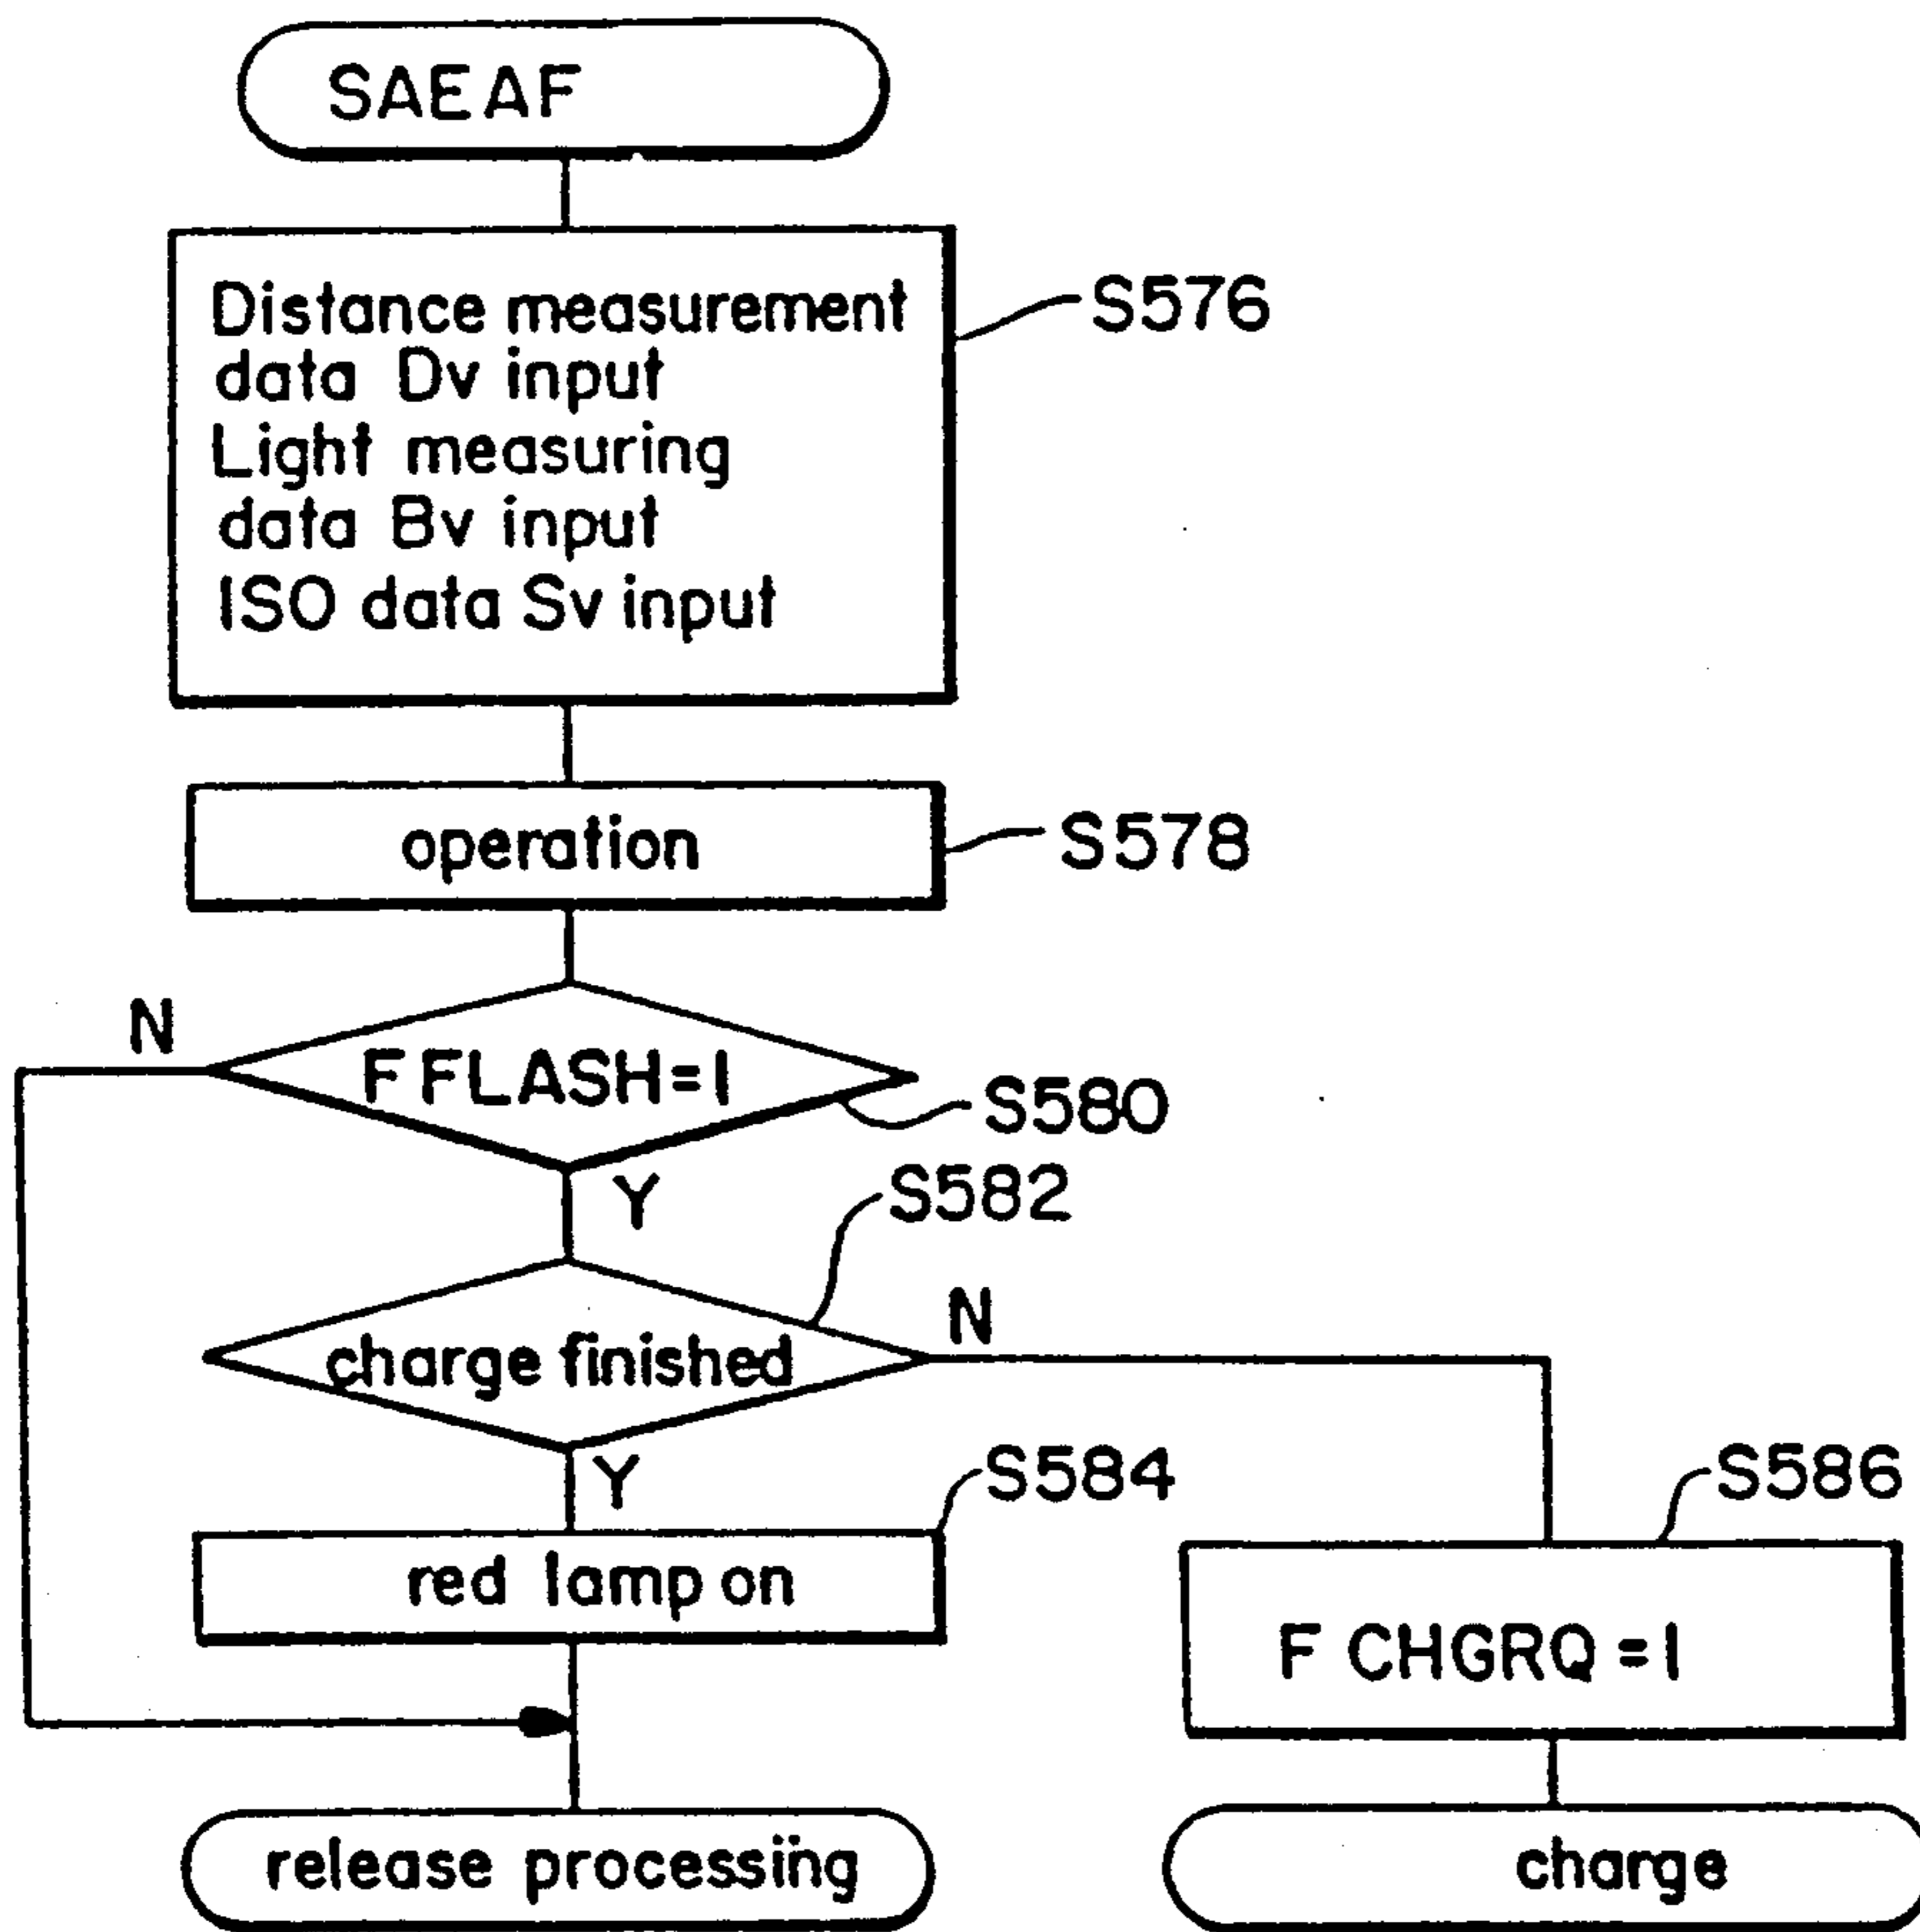 SAEAF
Distance measurement
data Dv input
Light measuring
data Bv input
ISO data Sv input
S576
operation
S578
N
F FLASH=1
S580
Y
S582
charge finished
N
Y
S584
red lamp on
S586
F CHGRQ=1
release processing
charge